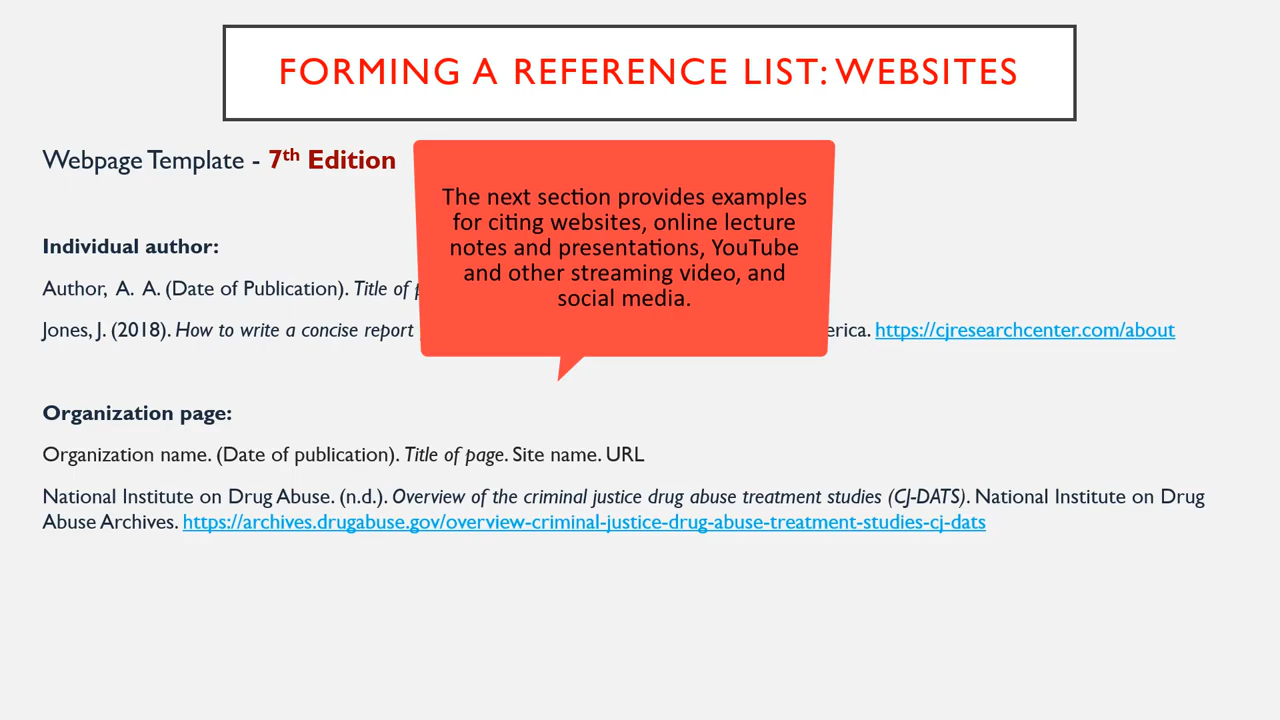 FORMING A REFERENCE LIST: WEBSITES
Webpage Template - 7th Edition
The next section provides examples
for citing websites, online lecture
notes and presentations, YouTube
and other streaming video, and
social media.
Individual author:
Author, A. A. (Date of Publication). Title of
Jones, J. (2018). How to write a concise report erica. https://cjresearchcenter.com/about
Organization page:
Organization name. (Date of publication). Title of page. Site name. URL
National Institute on Drug Abuse. (n.d.). Overview of the criminal justice drug abuse treatment studies (CJ-DATS). National Institute on Drug
Abuse Archives. https://archives.drugabuse.gov/overview-criminal-justice-drug-abuse-treatment-studies-cj-dats